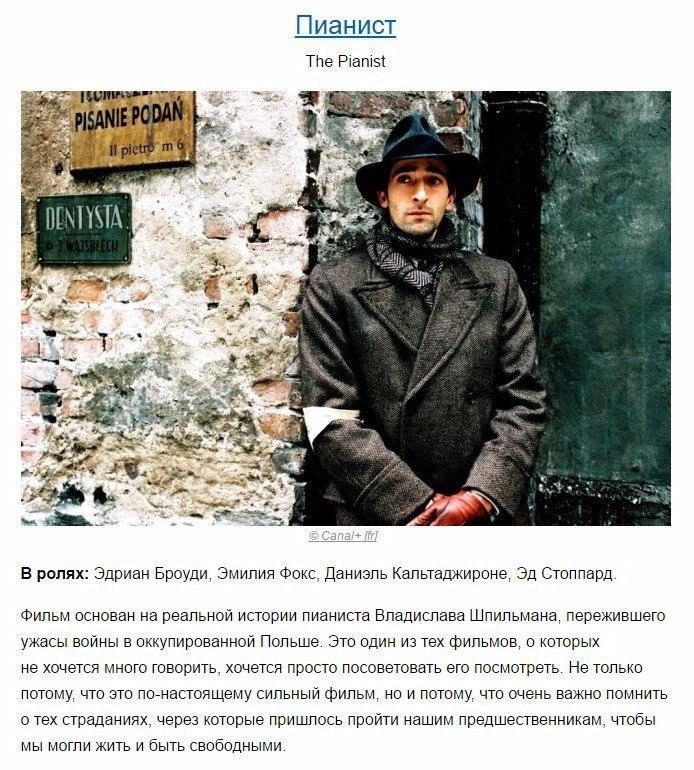 Пианист
The Pianist
PISANIE PODAŃ
II piętro m 6
DENTYSTA
© Canal+ [fr]
В ролях: Эдриан Броуди, Эмилия Фокс, Даниэль Кальтаджироне, Эд Стоппард.
Фильм основан на реальной истории пианиста Владислава Шпильмана, пережившего
ужасы войны в оккупированной Польше. Это один из тех фильмов, о которых
не хочется много говорить, хочется просто посоветовать его посмотреть. Не только
потому, что это по-настоящему сильный фильм, но и потому, что очень важно помнить
о тех страданиях, через которые пришлось пройти нашим предшественникам, чтобы
мы могли жить и быть свободными.